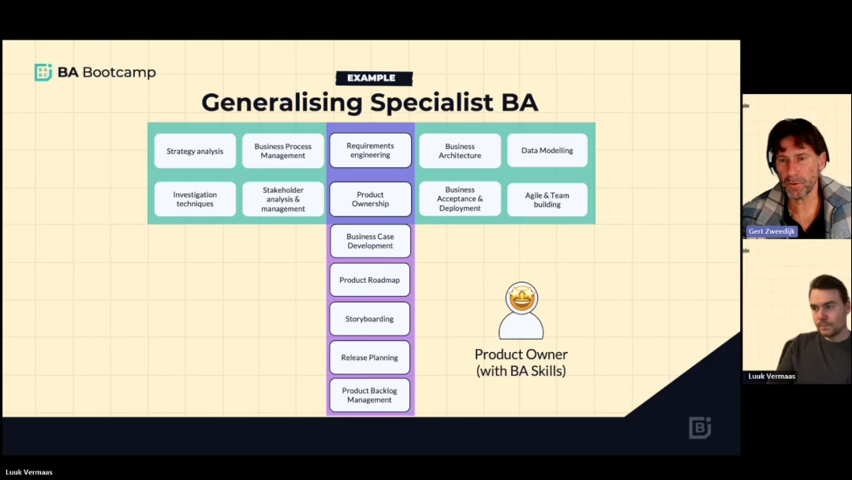 BA Bootcamp
EXAMPLE
Generalising Specialist BA
Strategy analysis
Business Process
Management
Requirements
engineering
Business
Architecture
Data Modelling
Investigation
techniques
Stakeholder
analysis &
management
Product
Ownership
Business
Acceptance &
Deployment
Agile & Team
building
Business Case
Development
Product Roadmap
Storyboarding
Release Planning
Product Backlog
Management
Product Owner
(with BA Skills)
Gert Zweedijk
Luuk Vermaas
Luuk Vermaas